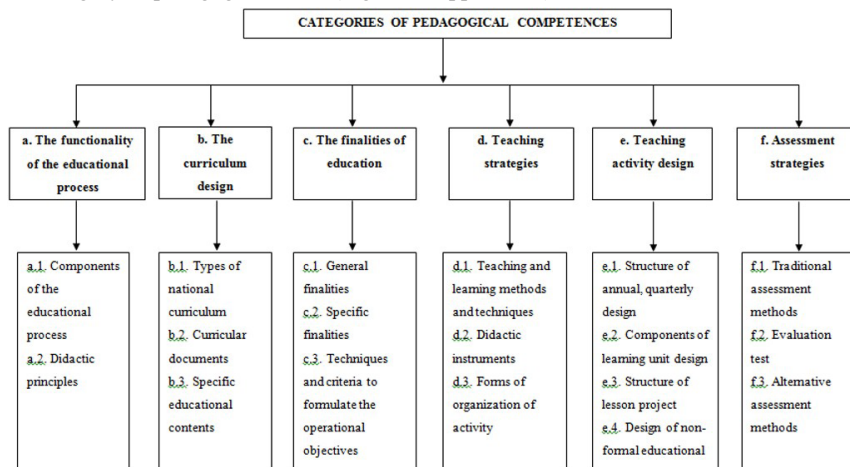 CATEGORIES OF PEDAGOGICAL COMPETENCES
a. The functionality
of the educational
process
b. The
curriculum
design
c. The finalities of
education
d. Teaching
strategies
e. Teaching
activity design
f. Assessment
strategies
a.1. Components
of the
educational
process
a.2. Didactic
principles
b.1. Types of
national
curriculum
b.2. Curricular
documents
b.3. Specific
educational
contents
c.1. General
finalities
c.2. Specific
finalities
c.3. Techniques
and criteria to
formulate the
operational
objectives
d.1. Teaching and
learning methods
and techniques
d.2. Didactic
instruments
d.3. Forms of
organization of
activity
e.1. Structure of
annual, quarterly
design
e.2. Components of
learning unit design
e.3. Structure of
lesson project
e.4. Design of non-
formal educational
f.1. Traditional
assessment
methods
f.2. Evaluation
test
f.3. Alternative
assessment
methods